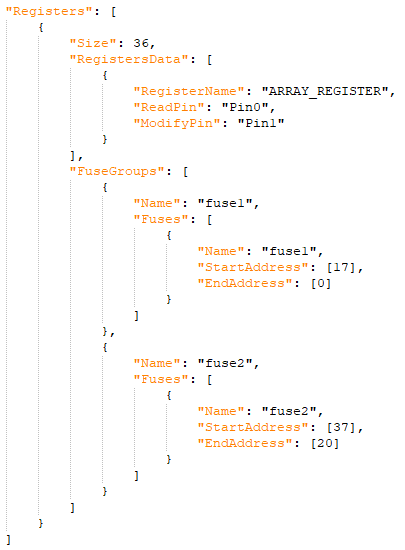 "Registers": [
{
"Size": 36,
"RegistersData": [
{
"RegisterName": "ARRAY_REGISTER",
"ReadPin": "Pin0",
"ModifyPin": "Pin1"
}
],
"FuseGroups": [
{
"Name": "fuse1",
"Fuses": [
{
"Name": "fuse1",
"StartAddress": [17],
"EndAddress": [0]
}
]
},
{
"Name": "fuse2",
"Fuses": [
{
"Name": "fuse2",
"StartAddress": [37],
"EndAddress": [20]
}
]
}
]
}
]